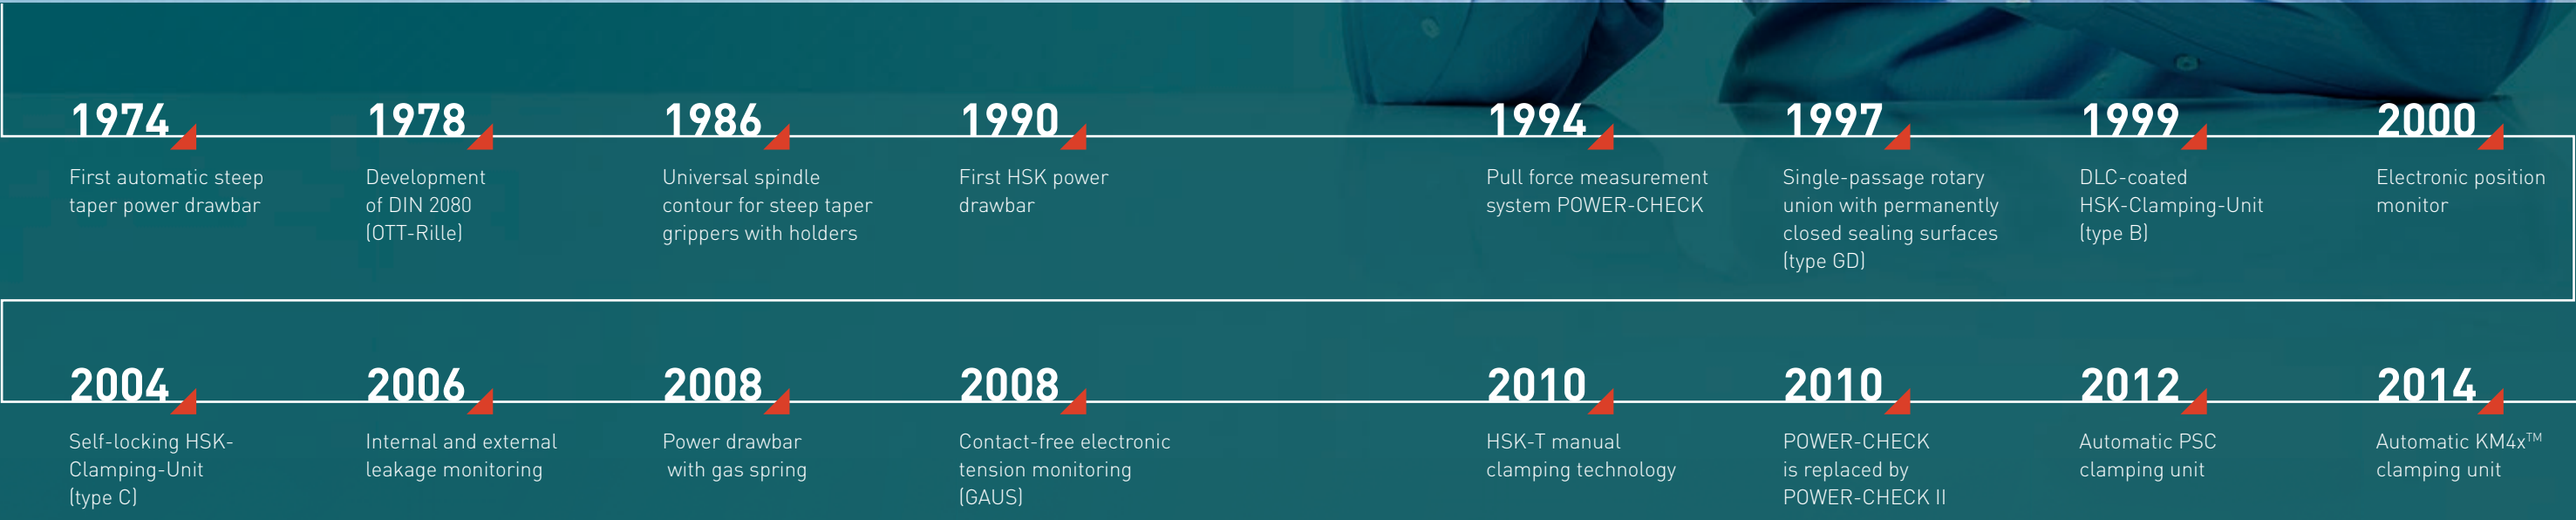 1974
First automatic steep
taper power drawbar
1978
Development
of DIN 2080
(OTT-Rille)
1986
Universal spindle
contour for steep taper
grippers with holders
1990
First HSK power
drawbar
1994
Pull force measurement
system POWER-CHECK
1997
Single-passage rotary
union with permanently
closed sealing surfaces
(type GD)
1999
DLC-coated
HSK-Clamping-Unit
(type B)
2000
Electronic position
monitor
2004
Self-locking HSK-
Clamping-Unit
(type C)
2006
Internal and external
leakage monitoring
2008
Power drawbar
with gas spring
2008
Contact-free electronic
tension monitoring
(GAUS)
2010
HSK-T manual
clamping technology
2010
POWER-CHECK
is replaced by
POWER-CHECK II
2012
Automatic PSC
clamping unit
2014
Automatic KM4x™
clamping unit